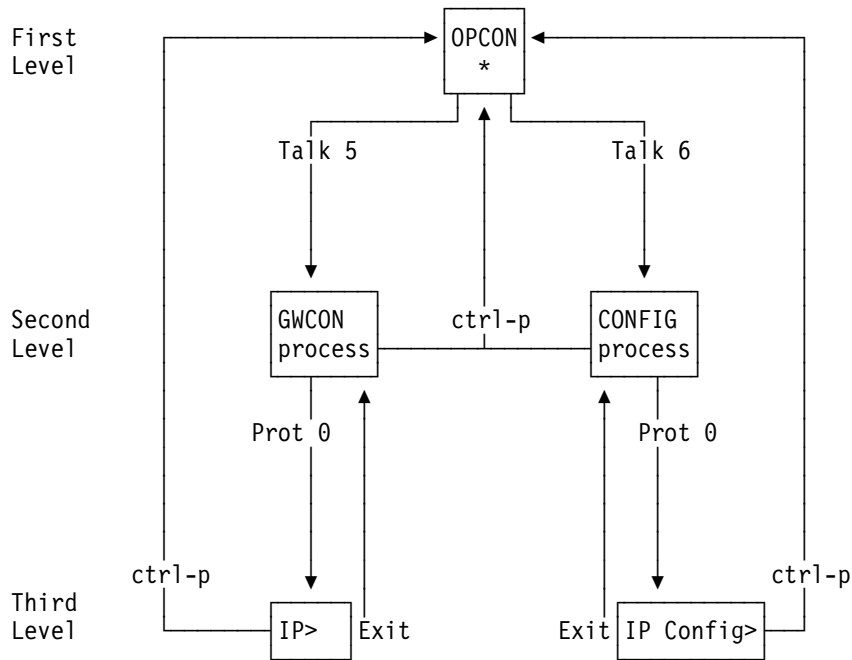 First
Level
OPCON
*
Talk 5
Talk 6
Second
Level
GWCON
process
ctrl-p
CONFIG
process
Prot 0
Prot 0
ctrl-p
ctrl-p
Third
Level
IP>
Exit
Exit
IP Config>